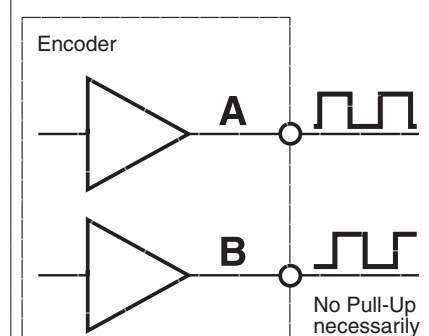 Encoder
A
B
No Pull-Up
necessarily